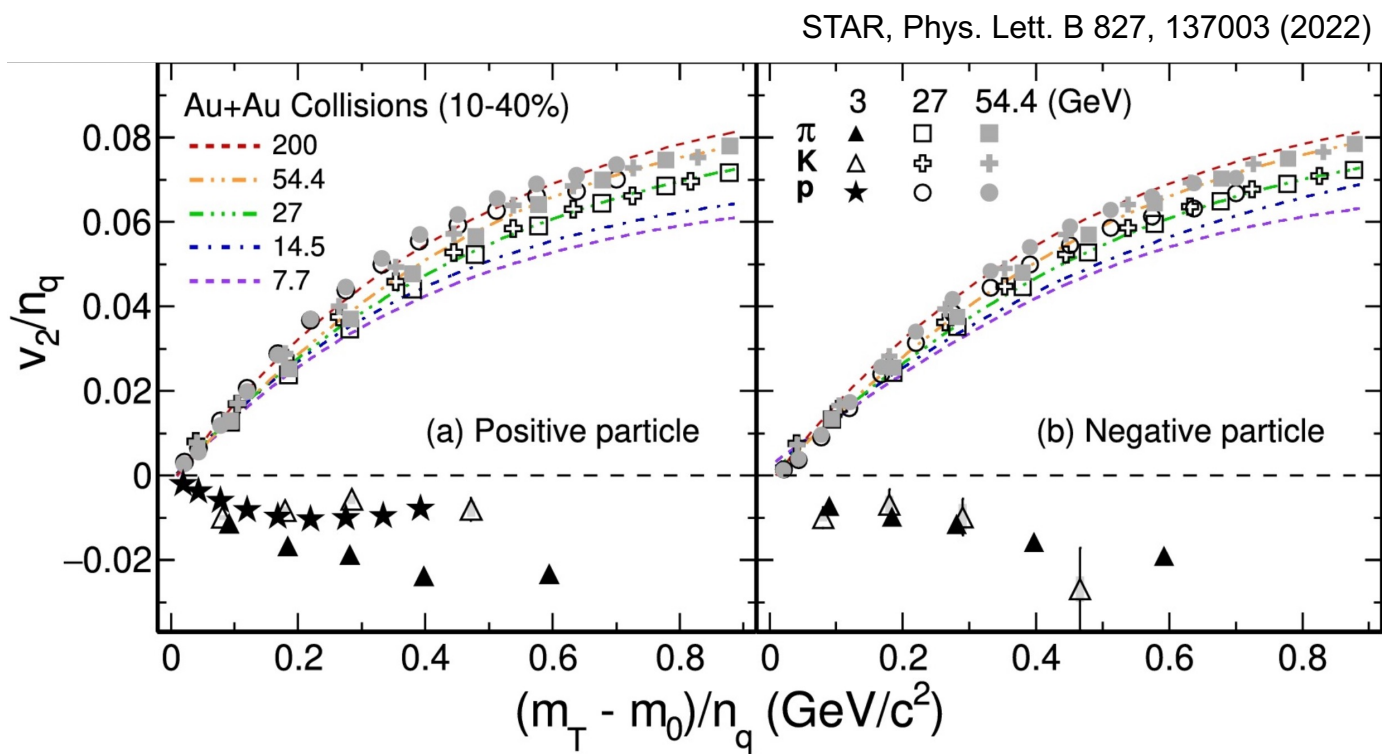 STAR, Phys. Lett. B 827, 137003 (2022)
Au+Au Collisions (10-40%)
200
54.4
27
14.5
7.7
(a) Positive particle
3 27 54.4 (GeV)
π
K
p
(b) Negative particle
v₂/n_q
0.08
0.06
0.04
0.02
0
−0.02
0 0.2 0.4 0.6 0.8
0 0.2 0.4 0.6 0.8
(m_T - m₀)/n_q (GeV/c²)